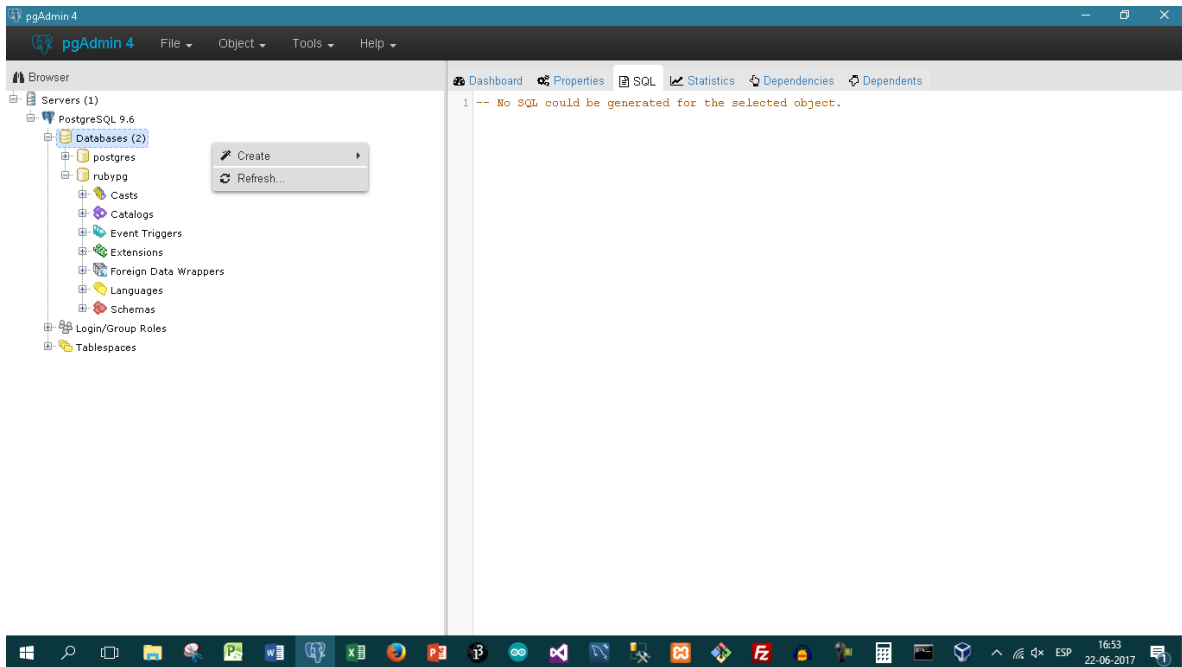 pgAdmin 4
pgAdmin 4 File Object Tools Help
Browser
Servers (1)
PostgreSQL 9.6
Databases (2)
postgres
rubypg
Casts
Catalogs
Event Triggers
Extensions
Foreign Data Wrappers
Languages
Schemas
Login/Group Roles
Tablespaces
Create
Refresh...
Dashboard Properties SQL Statistics Dependencies Dependents
1 -- No SQL could be generated for the selected object.
ESP
16:53
22-06-2017